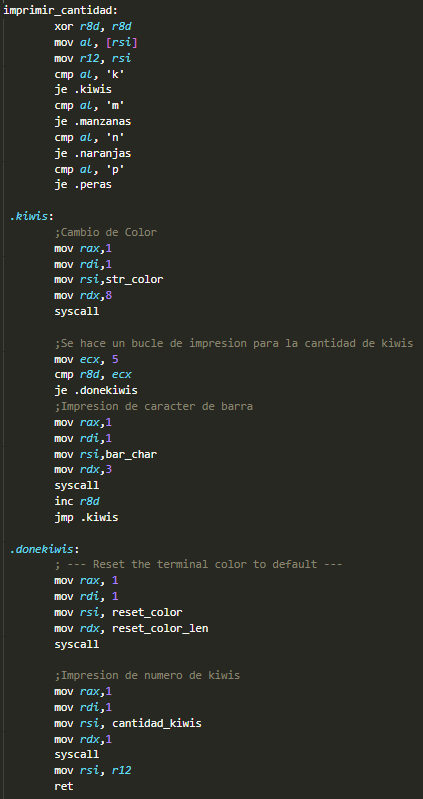 imprimir_cantidad:
xor r8d, r8d
mov al, [rsi]
mov r12, rsi
cmp al, 'k'
je .kiwis
cmp al, 'm'
je .manzanas
cmp al, 'n'
je .naranjas
cmp al, 'p'
je .peras
.kiwis:
;Cambio de Color
mov rax,1
mov rdi,1
mov rsi,str_color
mov rdx,8
syscall
;Se hace un bucle de impresion para la cantidad de kiwis
mov ecx, 5
cmp r8d, ecx
je .donekiwis
;Impresion de caracter de barra
mov rax,1
mov rdi,1
mov rsi,bar_char
mov rdx,3
syscall
inc r8d
jmp .kiwis
.donekiwis:
; --- Reset the terminal color to default ---
mov rax, 1
mov rdi, 1
mov rsi, reset_color
mov rdx, reset_color_len
syscall
;Impresion de numero de kiwis
mov rax,1
mov rdi,1
mov rsi, cantidad_kiwis
mov rdx,1
syscall
mov rsi, r12
ret